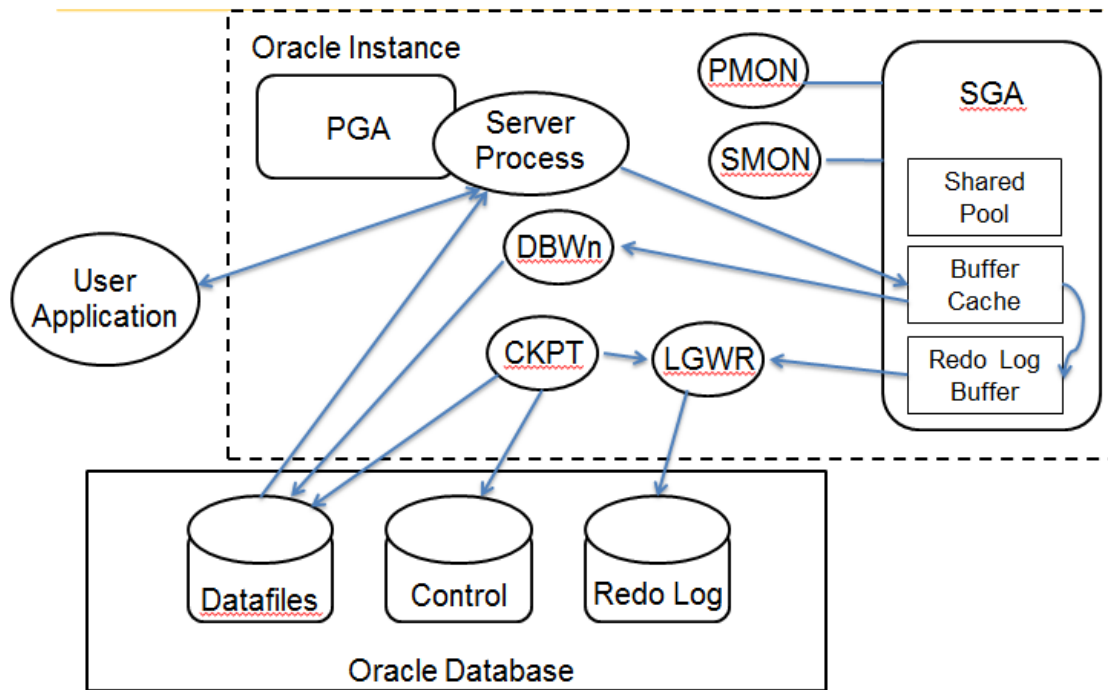 Oracle Instance
PMON
SGA
PGA
Server
Process
SMON
Shared
Pool
DBWn
User
Application
Buffer
Cache
CKPT
LGWR
Redo Log
Buffer
Datafiles
Control
Redo Log
Oracle Database